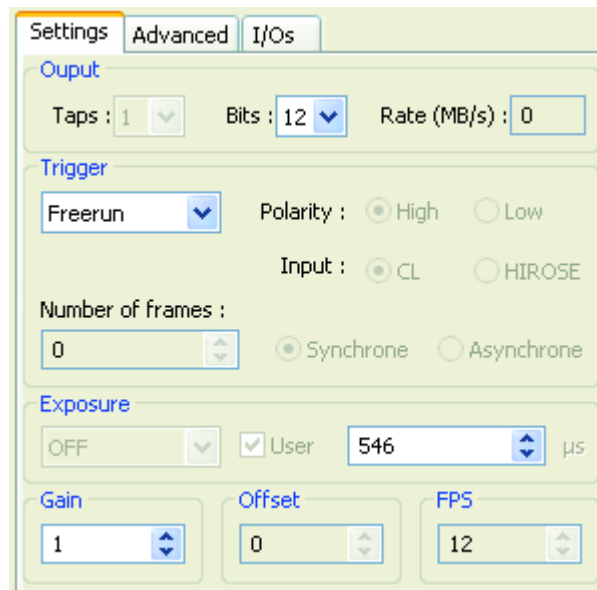 Settings Advanced I/Os
Ouput
Taps : 1 Bits : 12 Rate (MB/s) : 0
Trigger
Freerun Polarity : High Low
Input : CL HIROSE
Number of frames :
0 Synchrone Asynchrone
Exposure
OFF User 546 µs
Gain Offset FPS
1 0 12